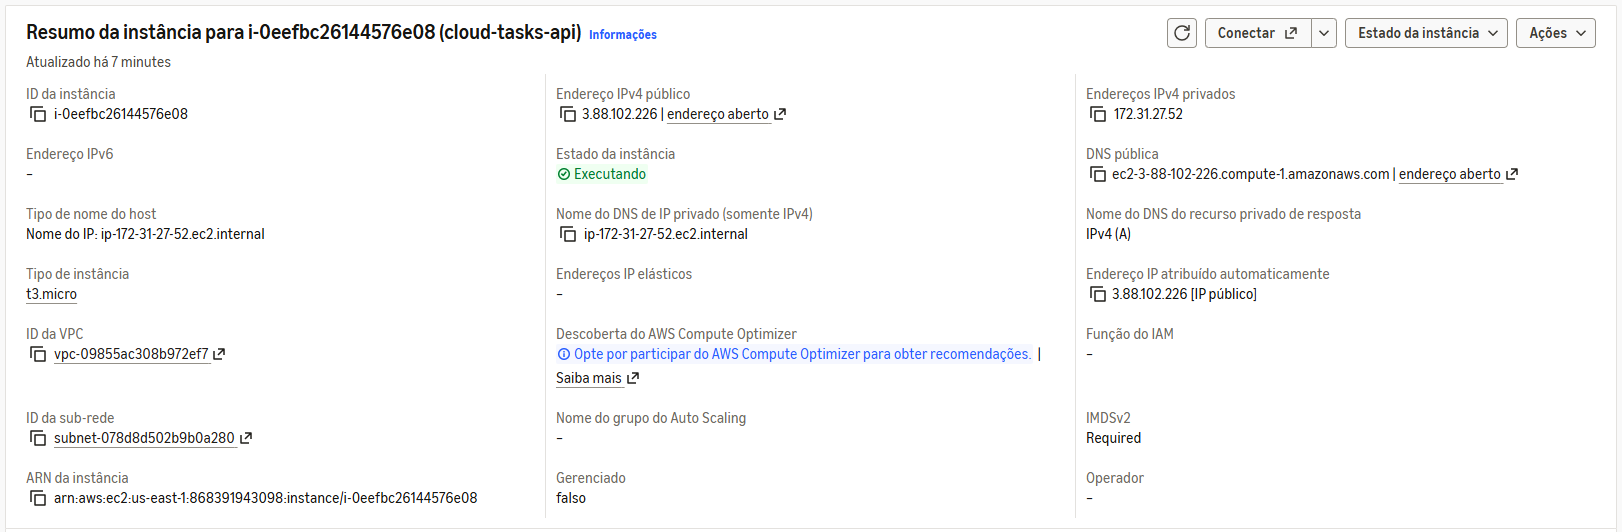 Resumo da instância para i-0eefbc26144576e08 (cloud-tasks-api) Informações
Conectar
Estado da instância
Ações
Atualizado há 7 minutes
ID da instância
i-0eefbc26144576e08
Endereço IPv4 público
3.88.102.226 | endereço aberto
Endereços IPv4 privados
172.31.27.52
Endereço IPv6
–
Estado da instância
Executando
DNS pública
ec2-3-88-102-226.compute-1.amazonaws.com | endereço aberto
Tipo de nome do host
Nome do IP: ip-172-31-27-52.ec2.internal
Nome do DNS de IP privado (somente IPv4)
ip-172-31-27-52.ec2.internal
Nome do DNS do recurso privado de resposta
IPv4 (A)
Tipo de instância
t3.micro
Endereços IP elásticos
–
Endereço IP atribuído automaticamente
3.88.102.226 [IP público]
ID da VPC
vpc-09855ac308b972ef7
Descoberta do AWS Compute Optimizer
Opte por participar do AWS Compute Optimizer para obter recomendações. |
Saiba mais
Função do IAM
–
ID da sub-rede
subnet-078d8d502b9b0a280
Nome do grupo do Auto Scaling
–
IMDSv2
Required
ARN da instância
arn:aws:ec2:us-east-1:868391943098:instance/i-0eefbc26144576e08
Gerenciado
falso
Operador
–